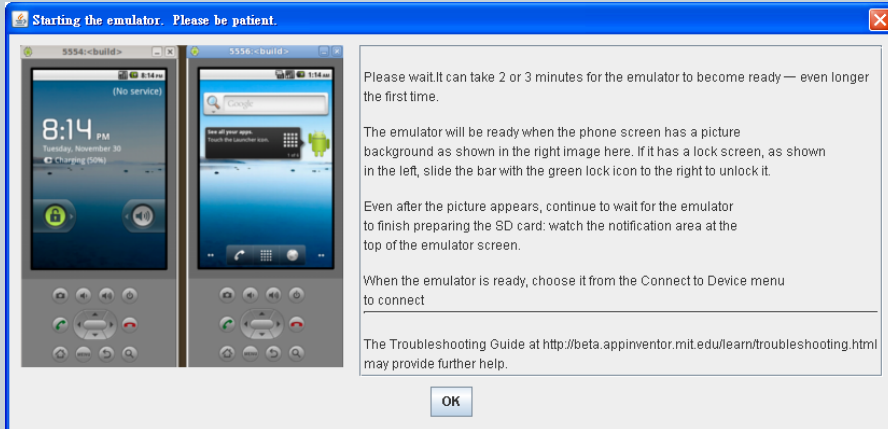 Starting the emulator. Please be patient.
5554:<build>
8:14 PM
(No service)
8:14 PM
Tuesday, November 30
Charging (50%)
MENU
5556:<build>
1:14 AM
Google
See all your apps.
Touch the Launcher icon.
1 of 6
MENU
Please wait.It can take 2 or 3 minutes for the emulator to become ready — even longer
the first time.
The emulator will be ready when the phone screen has a picture
background as shown in the right image here. If it has a lock screen, as shown
in the left, slide the bar with the green lock icon to the right to unlock it.
Even after the picture appears, continue to wait for the emulator
to finish preparing the SD card: watch the notification area at the
top of the emulator screen.
When the emulator is ready, choose it from the Connect to Device menu
to connect
The Troubleshooting Guide at http://beta.appinventor.mit.edu/learn/troubleshooting.html
may provide further help.
OK